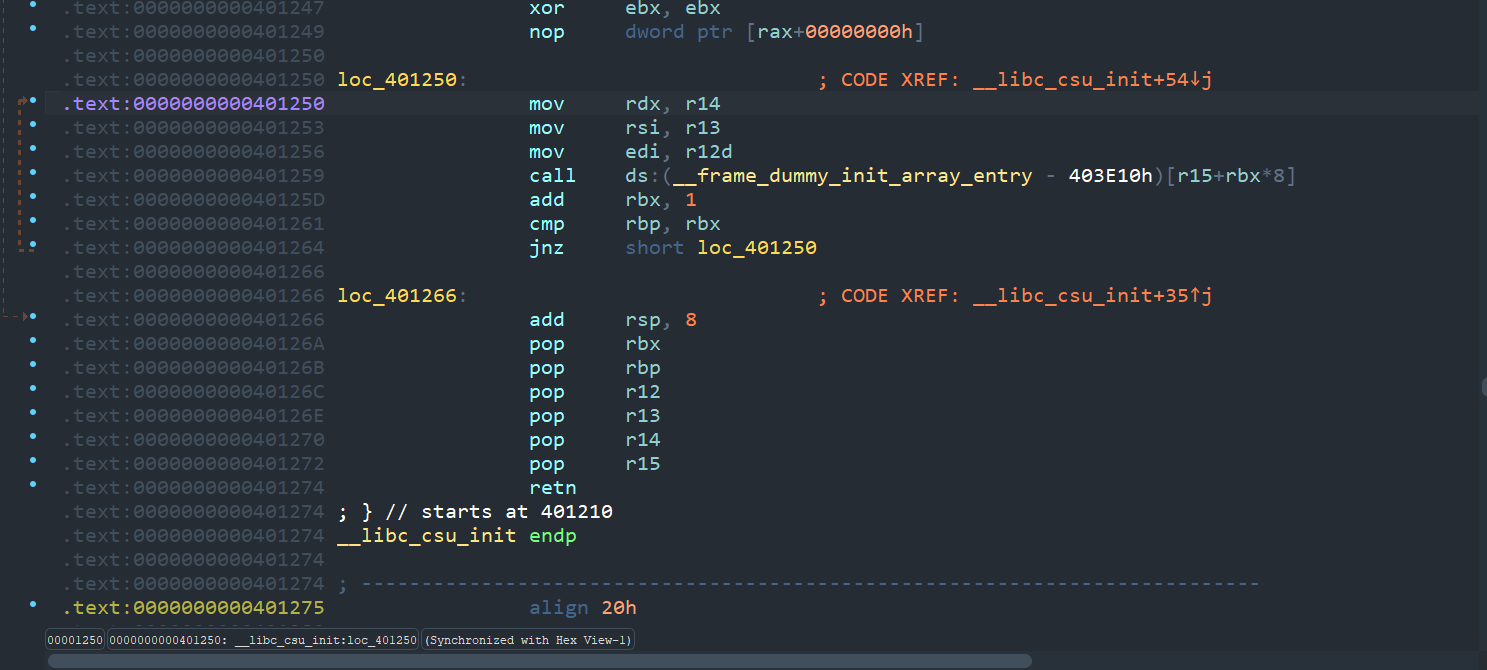 .text:0000000000401247 xor ebx, ebx
.text:0000000000401249 nop dword ptr [rax+00000000h]
.text:0000000000401250
.text:0000000000401250 loc_401250: ; CODE XREF: __libc_csu_init+54↓j
.text:0000000000401250 mov rdx, r14
.text:0000000000401253 mov rsi, r13
.text:0000000000401256 mov edi, r12d
.text:0000000000401259 call ds:(__frame_dummy_init_array_entry - 403E10h)[r15+rbx*8]
.text:000000000040125D add rbx, 1
.text:0000000000401261 cmp rbp, rbx
.text:0000000000401264 jnz short loc_401250
.text:0000000000401266
.text:0000000000401266 loc_401266: ; CODE XREF: __libc_csu_init+35↑j
.text:0000000000401266 add rsp, 8
.text:000000000040126A pop rbx
.text:000000000040126B pop rbp
.text:000000000040126C pop r12
.text:000000000040126E pop r13
.text:0000000000401270 pop r14
.text:0000000000401272 pop r15
.text:0000000000401274 retn
.text:0000000000401274 ; } // starts at 401210
.text:0000000000401274 __libc_csu_init endp
.text:0000000000401274
.text:0000000000401274 ; ---------------------------------------------------------------------------
.text:0000000000401275 align 20h
00001250 0000000000401250: __libc_csu_init:loc_401250 (Synchronized with Hex View-1)